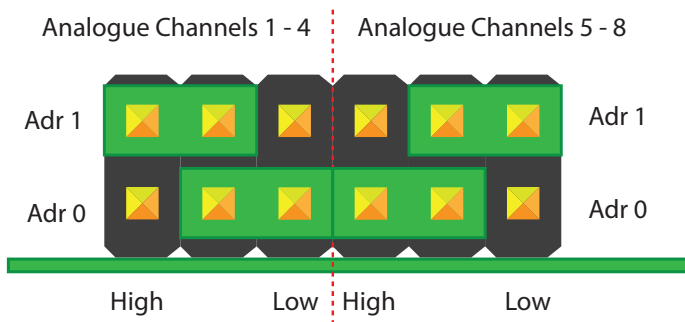 Analogue Channels 1 - 4 Analogue Channels 5 - 8
Adr 1 Adr 1
Adr 0 Adr 0
High Low High Low